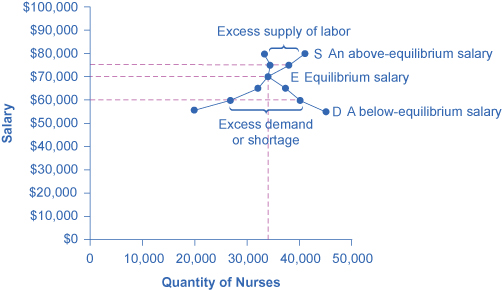 $100,000
$90,000
Excess supply of labor
$80,000
S An above-equilibrium salary
$70,000
E Equilibrium salary
$60,000
D A below-equilibrium salary
$50,000
Excess demand
or shortage
$40,000
$30,000
$20,000
$10,000
$0
Salary
0 10,000 20,000 30,000 40,000 50,000
Quantity of Nurses